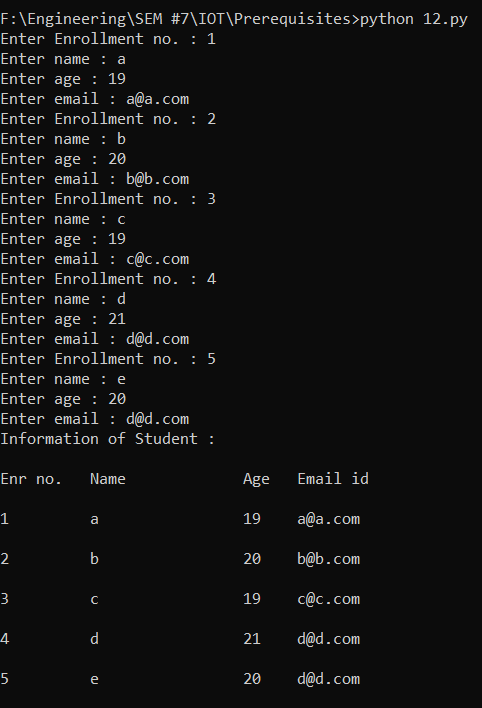 F:\Engineering\SEM #7\IOT\Prerequisites>python 12.py
Enter Enrollment no. : 1
Enter name : a
Enter age : 19
Enter email : a@a.com
Enter Enrollment no. : 2
Enter name : b
Enter age : 20
Enter email : b@b.com
Enter Enrollment no. : 3
Enter name : c
Enter age : 19
Enter email : c@c.com
Enter Enrollment no. : 4
Enter name : d
Enter age : 21
Enter email : d@d.com
Enter Enrollment no. : 5
Enter name : e
Enter age : 20
Enter email : d@d.com
Information of Student :
Enr no.   Name             Age   Email id
1         a                19    a@a.com
2         b                20    b@b.com
3         c                19    c@c.com
4         d                21    d@d.com
5         e                20    d@d.com